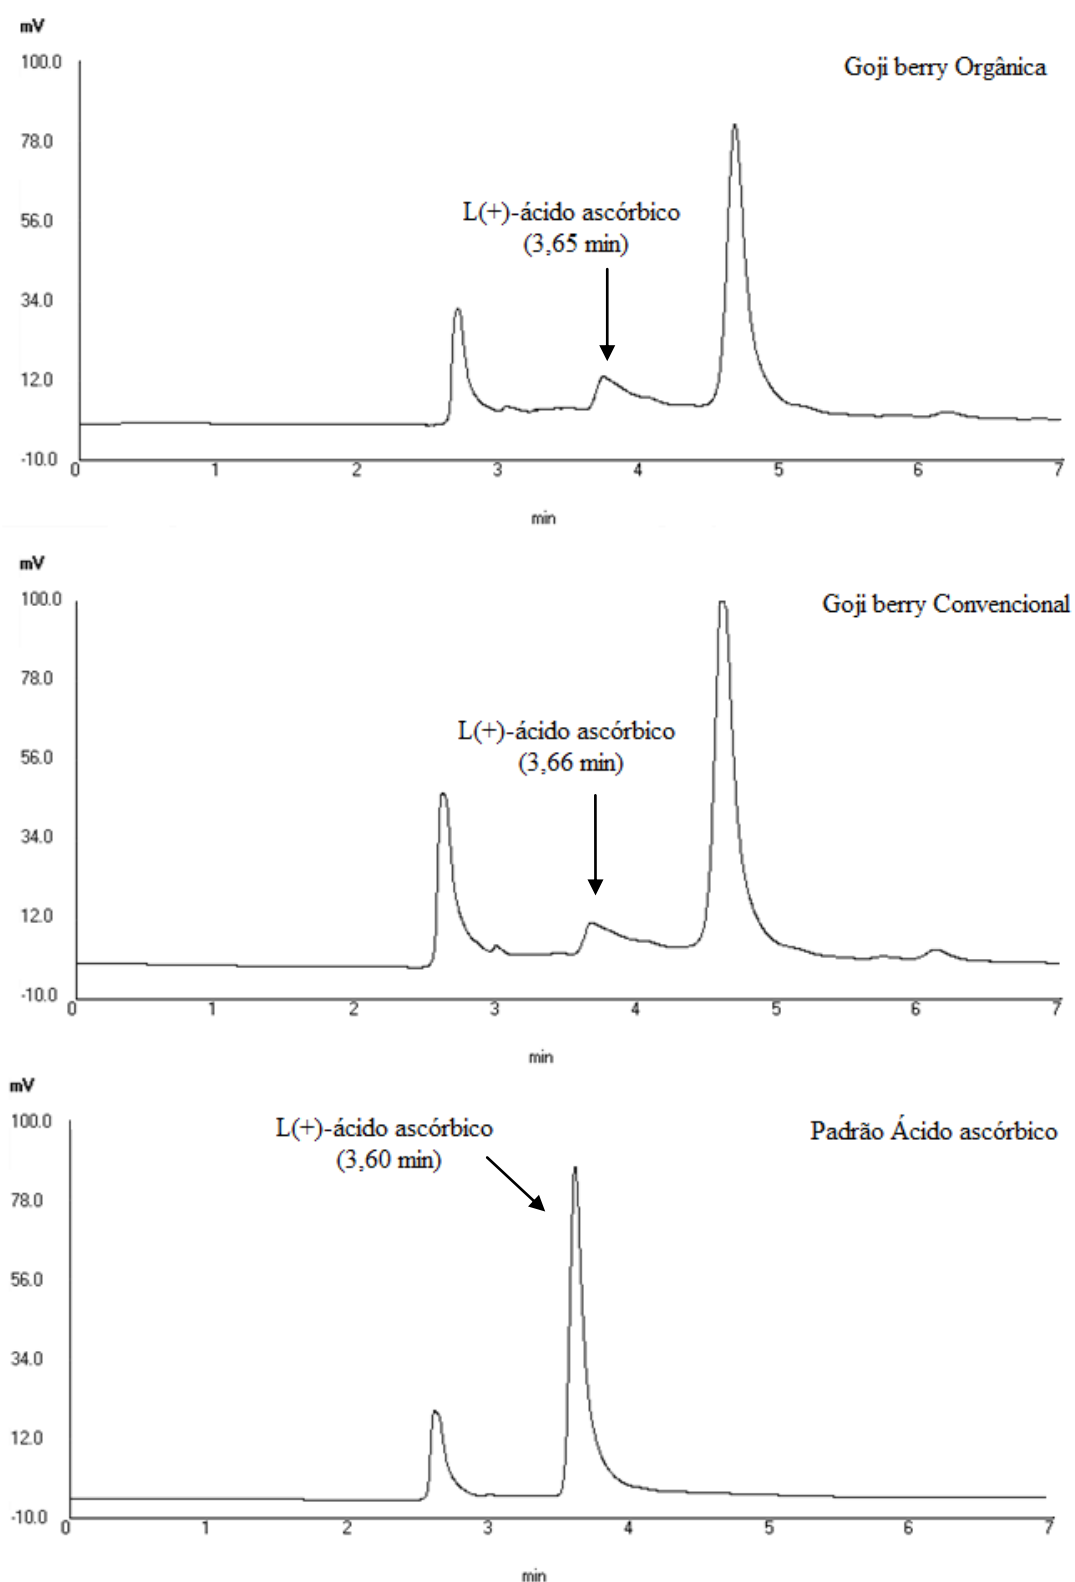 mV
100.0
Goji berry Orgânica
78.0
L(+)-ácido ascórbico
56.0
(3,65 min)
34.0
12.0
-10.0
0 1 2 3 4 5 6 7
min
mV
100.0
Goji berry Convencional
78.0
L(+)-ácido ascórbico
56.0
(3,66 min)
34.0
12.0
-10.0
0 1 2 3 4 5 6 7
min
mV
100.0
L(+)-ácido ascórbico
Padrão Ácido ascórbico
(3,60 min)
78.0
56.0
34.0
12.0
-10.0
0 1 2 3 4 5 6 7
min